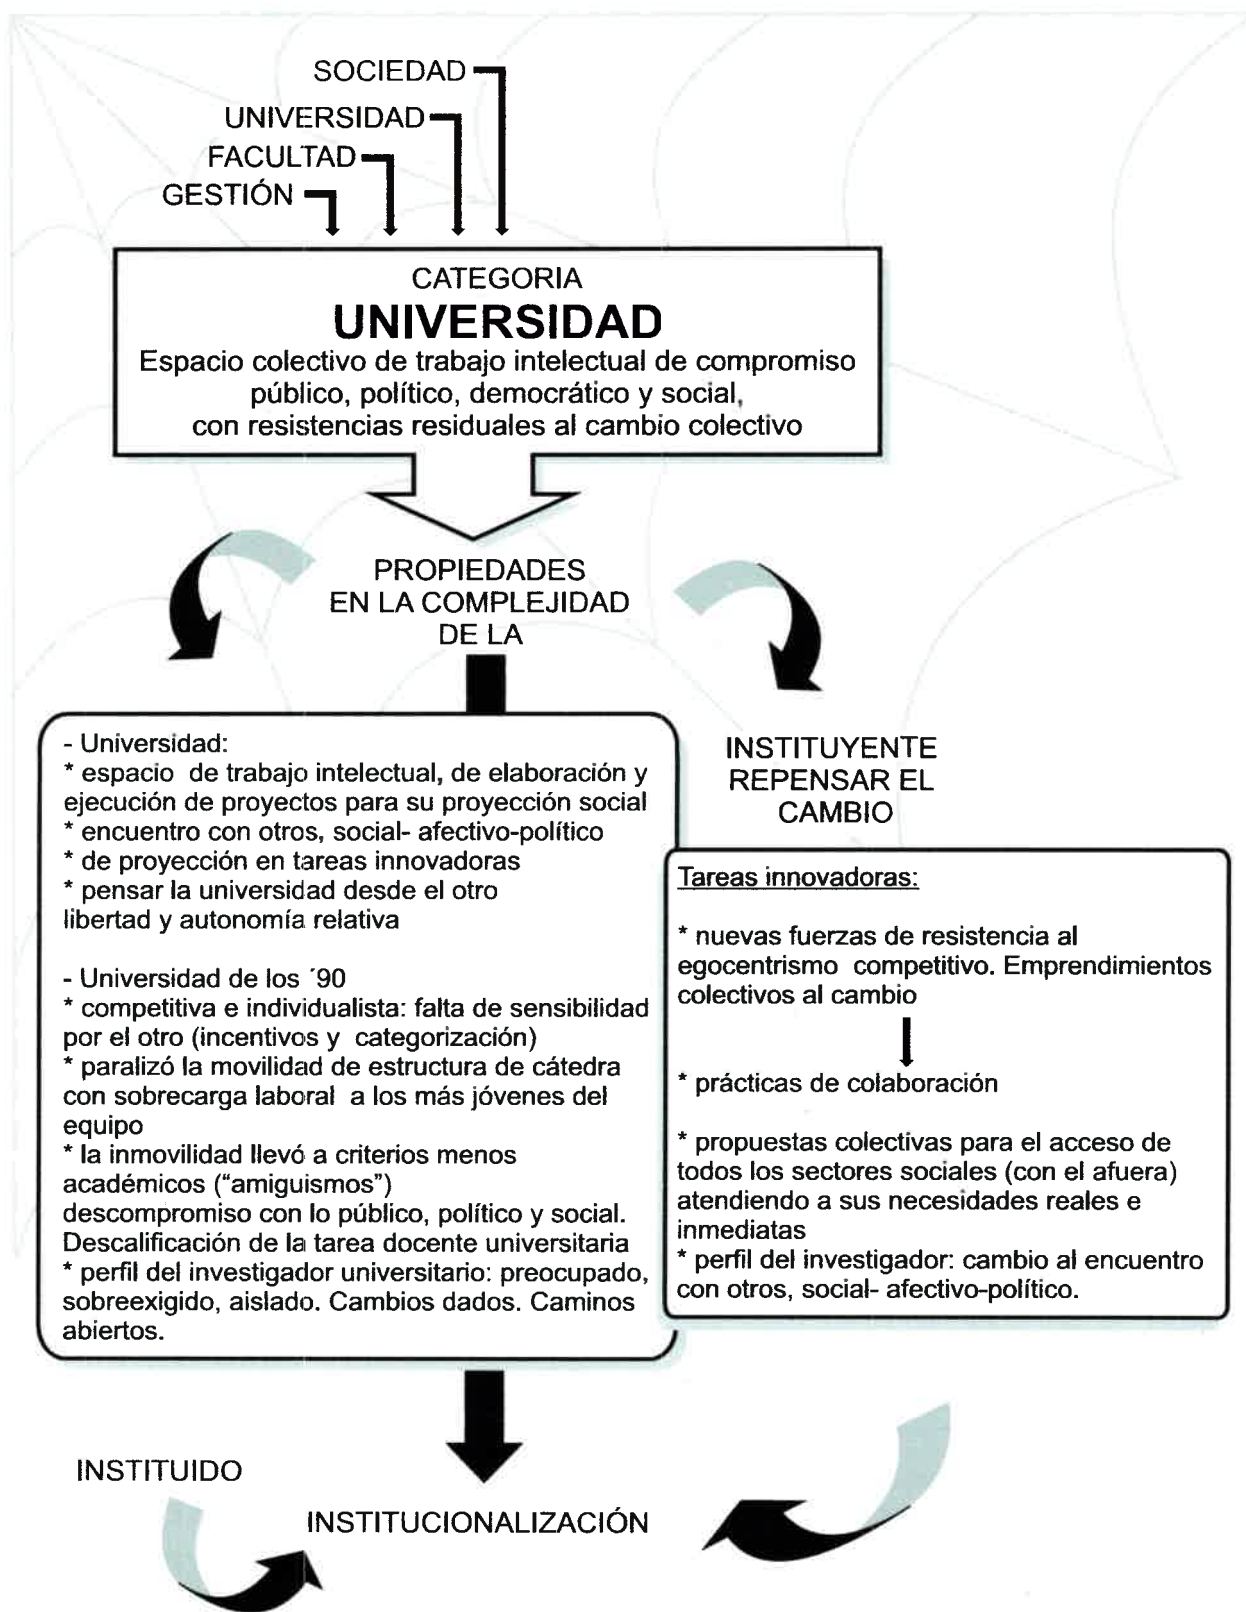 SOCIEDAD
UNIVERSIDAD
FACULTAD
GESTIÓN
CATEGORIA
UNIVERSIDAD
Espacio colectivo de trabajo intelectual de compromiso
público, político, democrático y social,
con resistencias residuales al cambio colectivo
PROPIEDADES
EN LA COMPLEJIDAD
DE LA
- Universidad:
* espacio de trabajo intelectual, de elaboración y
ejecución de proyectos para su proyección social
* encuentro con otros, social- afectivo-político
* de proyección en tareas innovadoras
* pensar la universidad desde el otro
libertad y autonomía relativa
- Universidad de los ´90
* competitiva e individualista: falta de sensibilidad
por el otro (incentivos y categorización)
* paralizó la movilidad de estructura de cátedra
con sobrecarga laboral a los más jóvenes del
equipo
* la inmovilidad llevó a criterios menos
académicos (“amiguismos”)
descompromiso con lo público, político y social.
Descalificación de la tarea docente universitaria
* perfil del investigador universitario: preocupado,
sobreexigido, aislado. Cambios dados. Caminos
abiertos.
INSTITUYENTE
REPENSAR EL
CAMBIO
Tareas innovadoras:
* nuevas fuerzas de resistencia al
egocentrismo competitivo. Emprendimientos
colectivos al cambio
* prácticas de colaboración
* propuestas colectivas para el acceso de
todos los sectores sociales (con el afuera)
atendiendo a sus necesidades reales e
inmediatas
* perfil del investigador: cambio al encuentro
con otros, social- afectivo-político.
INSTITUIDO
INSTITUCIONALIZACIÓN